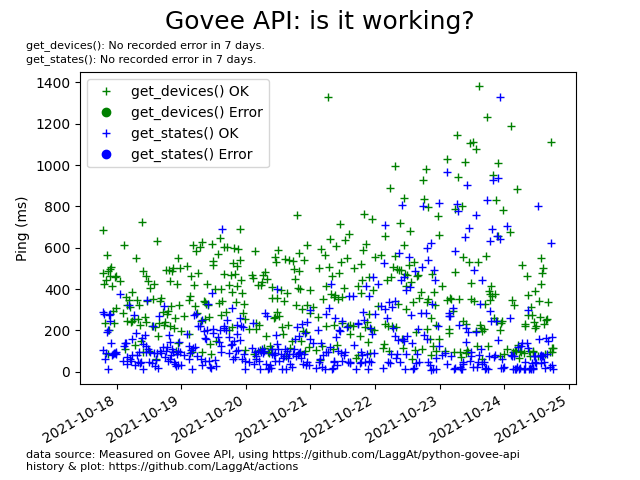 Govee API: is it working?
get_devices(): No recorded error in 7 days.
get_states(): No recorded error in 7 days.
1400
1200
1000
800
600
400
200
0
Ping (ms)
get_devices() OK
get_devices() Error
get_states() OK
get_states() Error
2021-10-18
2021-10-19
2021-10-20
2021-10-21
2021-10-22
2021-10-23
2021-10-24
2021-10-25
data source: Measured on Govee API, using https://github.com/LaggAt/python-govee-api
history & plot: https://github.com/LaggAt/actions